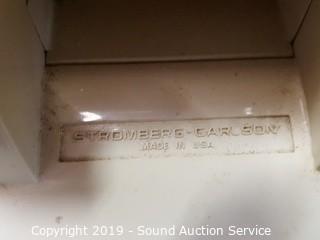 STROMBERG-CARLSON
MADE IN USA
Copyright 2019 - Sound Auction Service